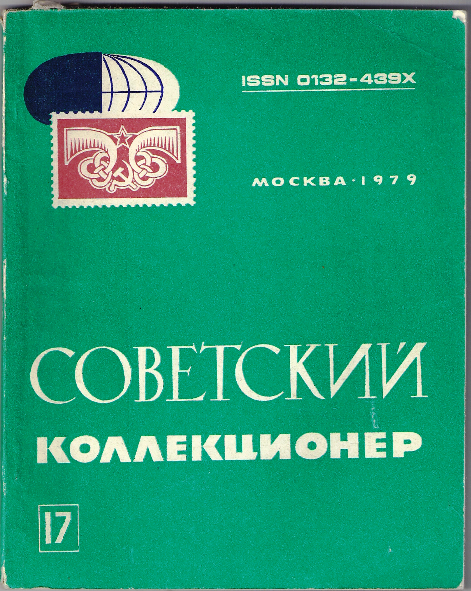 ISSN 0132-439X
МОСКВА·1979
СОВЕТСКИЙ
КОЛЛЕКЦИОНЕР
17